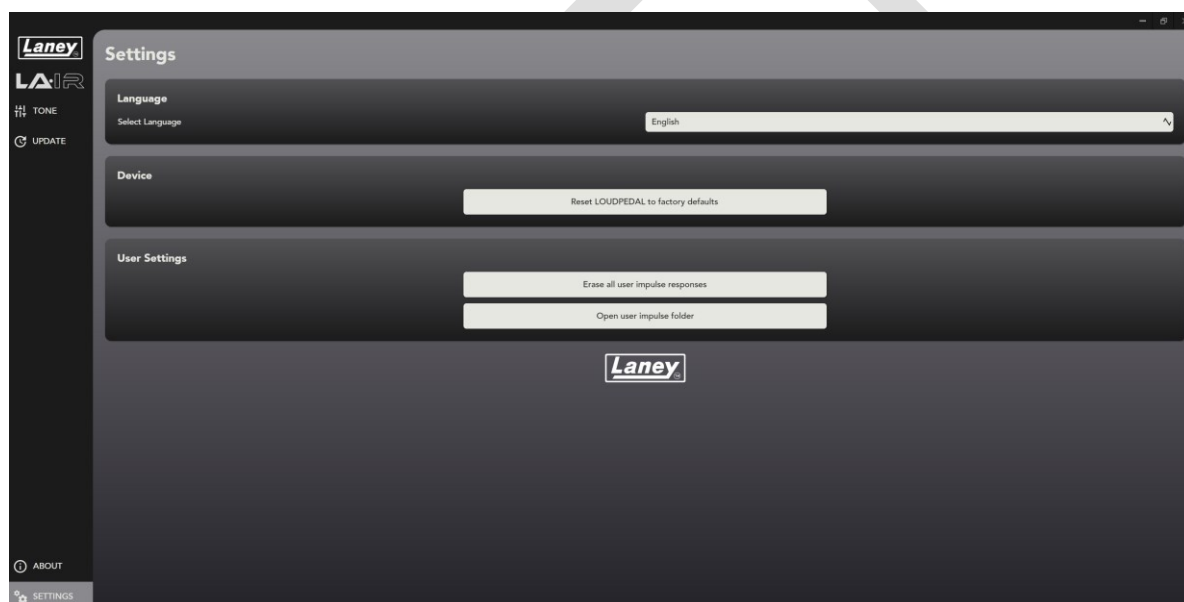 Laney
LA·IR
TONE
UPDATE
Settings
Language
Select Language
English
Device
Reset LOUDPEDAL to factory defaults
User Settings
Erase all user impulse responses
Open user impulse folder
Laney
ABOUT
SETTINGS